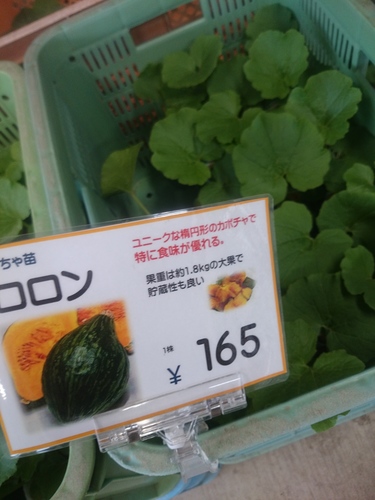 ちゃ苗
ロロン
ユニークな楕円形のカボチャで
特に食味が優れる。
果重は約1.8kgの大果で
貯蔵性も良い
1株
¥165